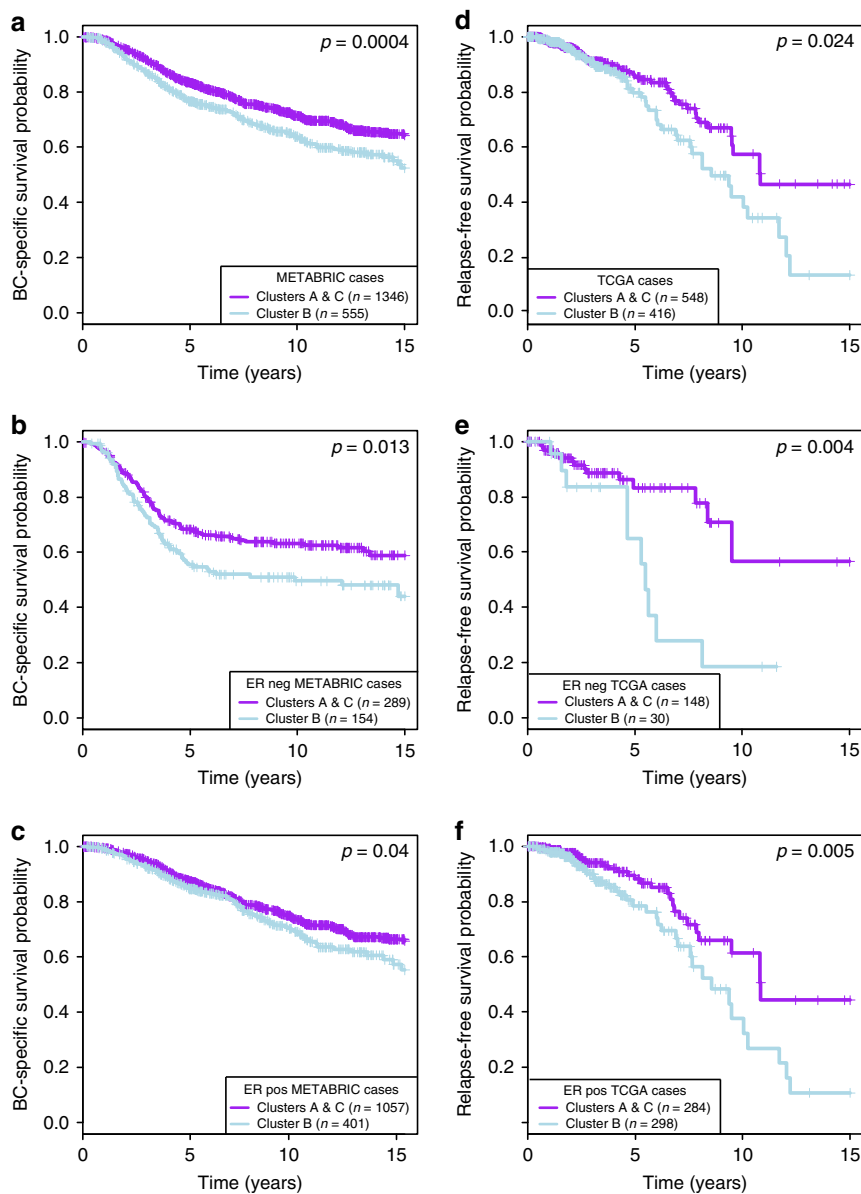 a
p = 0.0004
BC-specific survival probability
1.0
0.8
0.6
0.4
0.2
0.0
METABRIC cases
Clusters A & C (n = 1346)
Cluster B (n = 555)
0 5 10 15
Time (years)
d
p = 0.024
Relapse-free survival probability
1.0
0.8
0.6
0.4
0.2
0.0
TCGA cases
Clusters A & C (n = 548)
Cluster B (n = 416)
0 5 10 15
Time (years)
b
p = 0.013
BC-specific survival probability
1.0
0.8
0.6
0.4
0.2
0.0
ER neg METABRIC cases
Clusters A & C (n = 289)
Cluster B (n = 154)
0 5 10 15
Time (years)
e
p = 0.004
Relapse-free survival probability
1.0
0.8
0.6
0.4
0.2
0.0
ER neg TCGA cases
Clusters A & C (n = 148)
Cluster B (n = 30)
0 5 10 15
Time (years)
c
p = 0.04
BC-specific survival probability
1.0
0.8
0.6
0.4
0.2
0.0
ER pos METABRIC cases
Clusters A & C (n = 1057)
Cluster B (n = 401)
0 5 10 15
Time (years)
f
p = 0.005
Relapse-free survival probability
1.0
0.8
0.6
0.4
0.2
0.0
ER pos TCGA cases
Clusters A & C (n = 284)
Cluster B (n = 298)
0 5 10 15
Time (years)